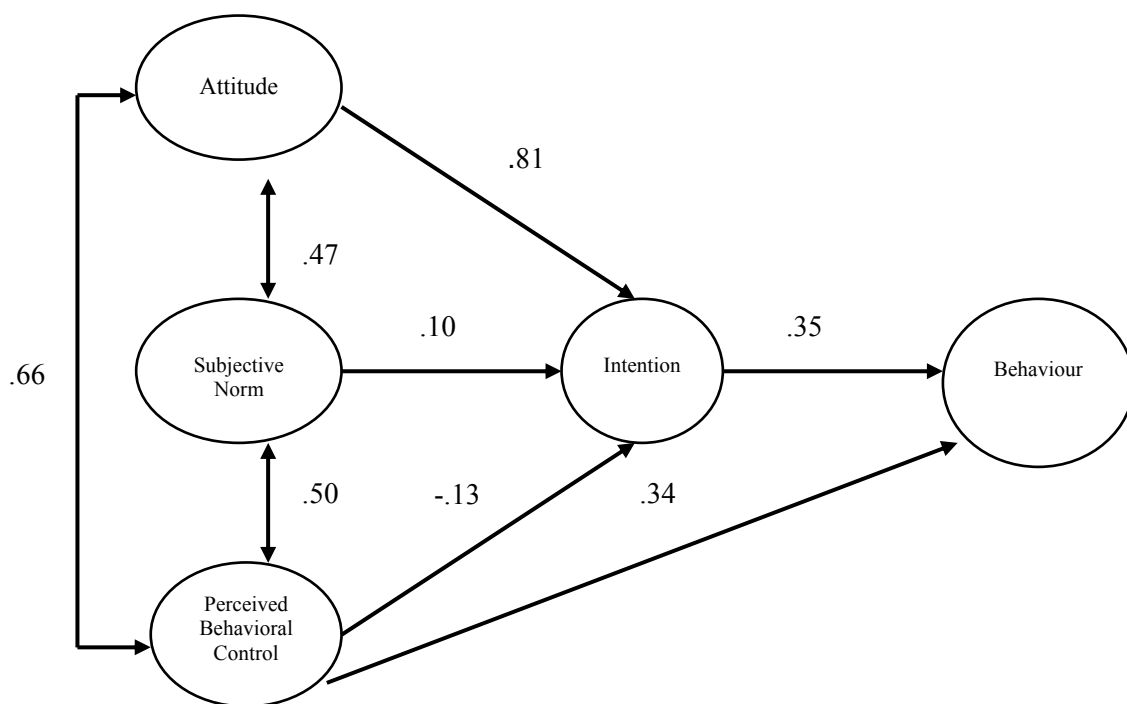 Attitude
.81
.47
.10
.35
Subjective
Norm
Intention
Behaviour
.66
.50
-.13
.34
Perceived
Behavioral
Control